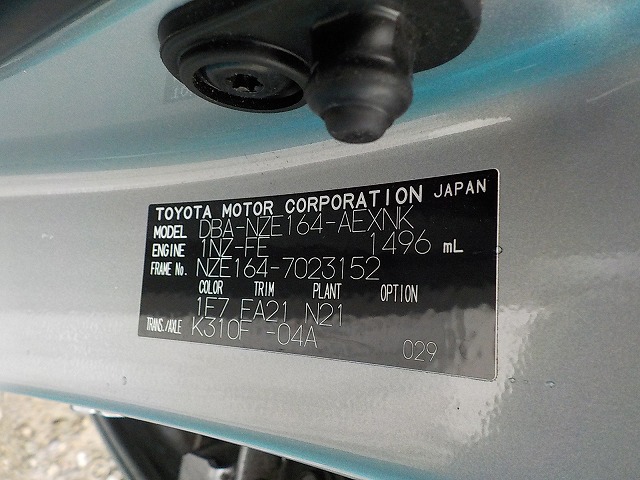 TOYOTA MOTOR CORPORATION JAPAN
MODEL DBA-NZE164-AEXNK
ENGINE 1NZ-FE 1496 mL
FRAME No. NZE164-7023152
COLOR TRIM PLANT OPTION
1E7 EA21 N21
TRANS./AXLE K310F -04A
029